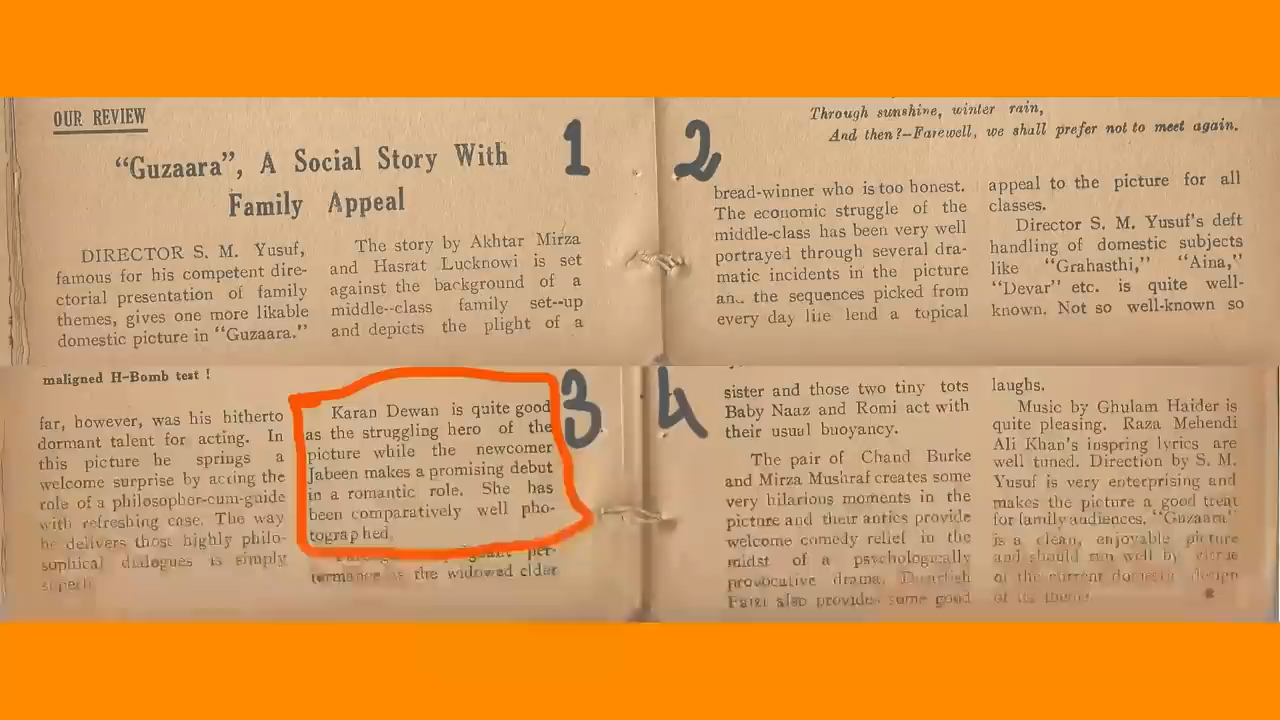 OUR REVIEW
"Guzaara", A Social Story With
Family Appeal
1
DIRECTOR S. M. Yusuf,
famous for his competent dire-
ctorial presentation of family
themes, gives one more likable
domestic picture in "Guzaara."
The story by Akhtar Mirza
and Hasrat Lucknowi is set
against the background of a
middle--class family set--up
and depicts the plight of a
2
Through sunshine, winter rain,
And then?—Farewell, we shall prefer not to meet again.
bread-winner who is too honest.
The economic struggle of the
middle-class has been very well
portrayed through several dra-
matic incidents in the picture
an.. the sequences picked from
every day life lend a topical
appeal to the picture for all
classes.
Director S. M. Yusuf's deft
handling of domestic subjects
like "Grahasthi," "Aina,"
"Devar" etc. is quite well-
known. Not so well-known so
maligned H-Bomb test !
3
far, however, was his hitherto
dormant talent for acting. In
this picture he springs a
welcome surprise by acting the
role of a philosopher-cum-guide
with refreshing ease. The way
he delivers those highly philo-
sophical dialogues is simply
superb.
Karan Dewan is quite good
as the struggling hero of the
picture while the newcomer
Jabeen makes a promising debut
in a romantic role. She has
been comparatively well pho-
tographed.
per-
formance as the widowed elder
4
sister and those two tiny tots
Baby Naaz and Romi act with
their usual buoyancy.
The pair of Chand Burke
and Mirza Mushraf creates some
very hilarious moments in the
picture and their antics provide
welcome comedy relief in the
midst of a psychologically
provocative drama.
also provides some good
laughs.
Music by Ghulam Haider is
quite pleasing. Raza Mehendi
Ali Khan's inspring lyrics are
well tuned. Direction by S. M.
Yusuf is very enterprising and
makes the picture a good treat
for family audiences. "Guzaara"
is a clean, enjoyable picture
and should run well by virtue
of the current domestic design
of its theme.